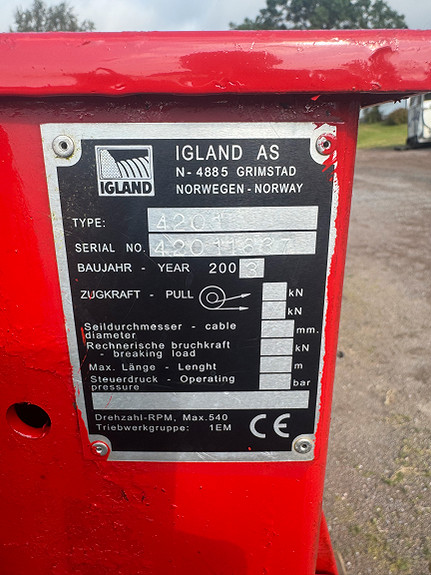 IGLAND AS
N- 4885 GRIMSTAD
NORWEGEN - NORWAY
IGLAND
TYPE: 4201
SERIAL NO.
BAUJAHR - YEAR 2003
ZUGKRAFT - PULL kN
kN
Seildurchmesser - cable diameter mm.
Rechnerische bruchkraft - breaking load kN
Max. Länge - Lenght m
Steuerdruck - Operating pressure bar
Drehzahl-RPM, Max.540
Triebwerkgruppe: 1EM
CE